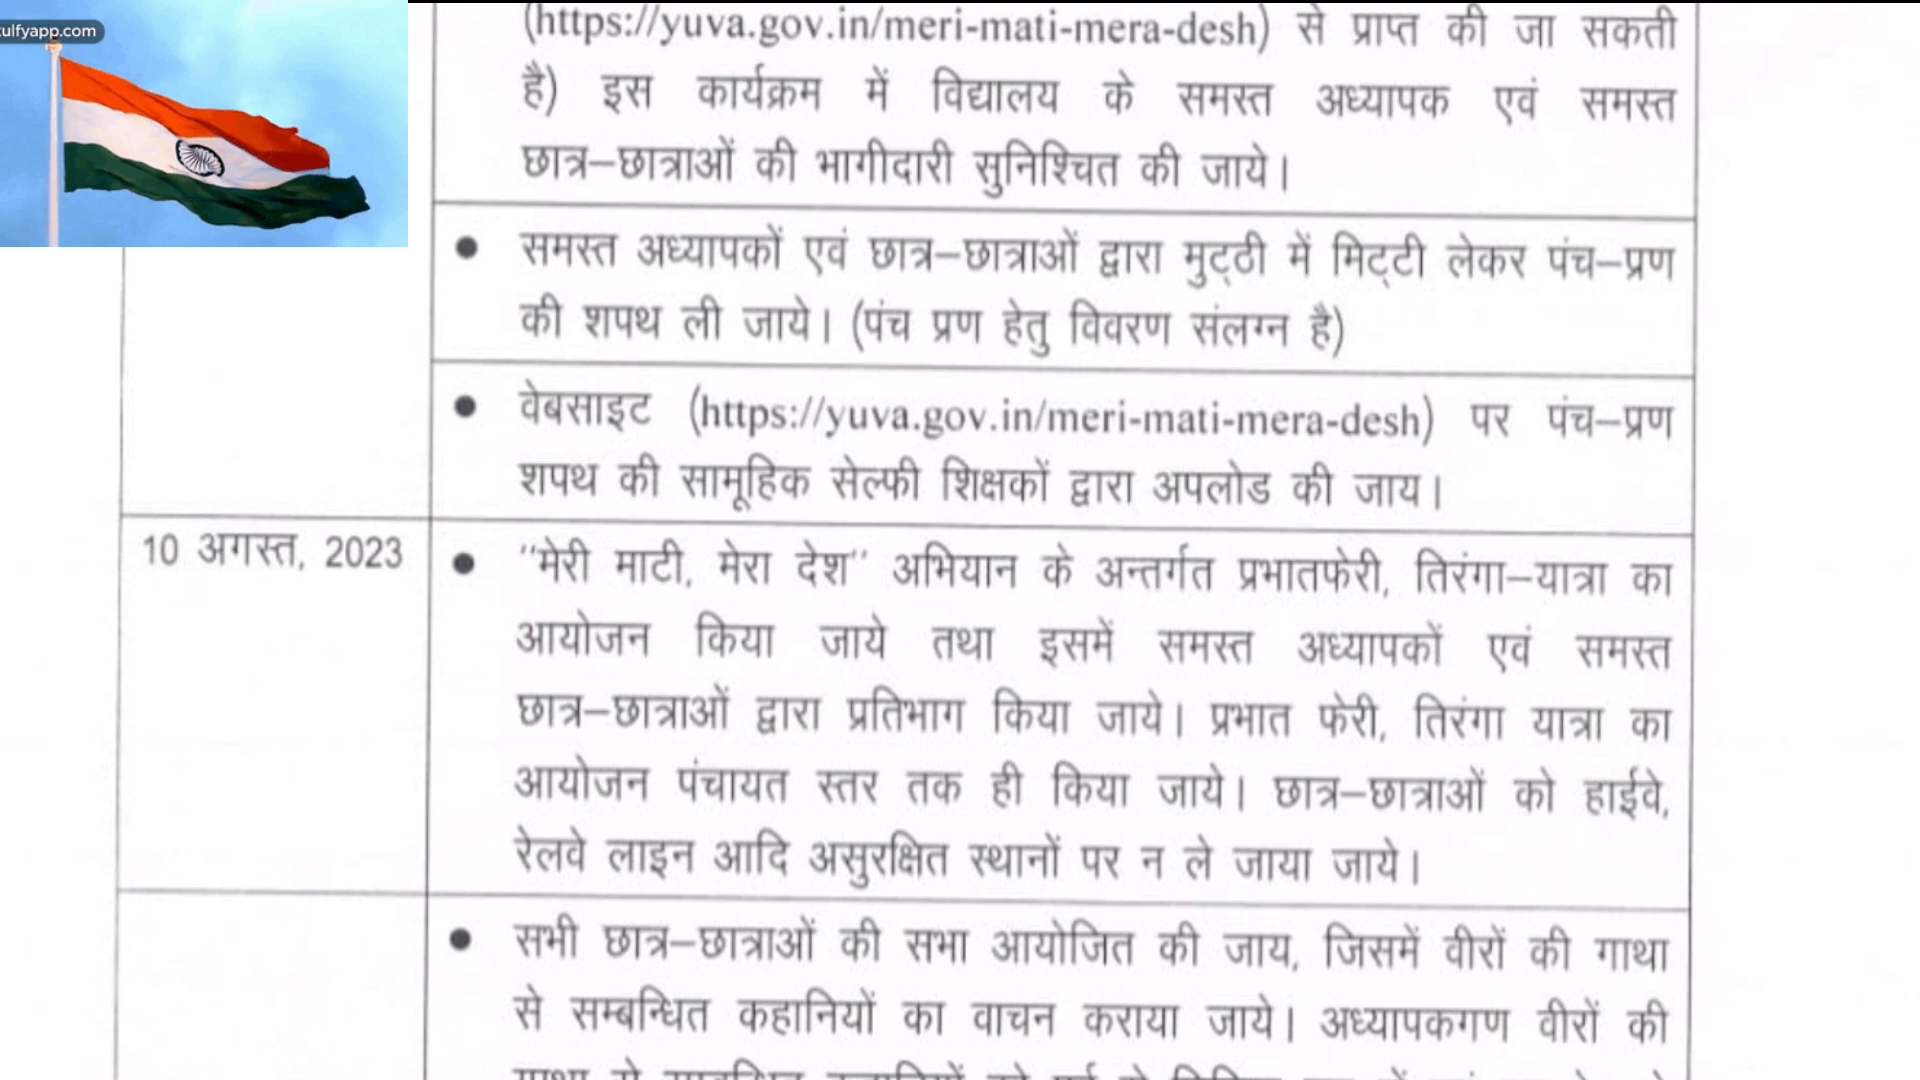 ulfyapp.com
(https://yuva.gov.in/meri-mati-mera-desh) से प्राप्त की जा सकती
है) इस कार्यक्रम में विद्यालय के समस्त अध्यापक एवं समस्त
छात्र–छात्राओं की भागीदारी सुनिश्चित की जाये।
● समस्त अध्यापकों एवं छात्र–छात्राओं द्वारा मुट्ठी में मिट्टी लेकर पंच–प्रण
की शपथ ली जाये। (पंच प्रण हेतु विवरण संलग्न है)
● वेबसाइट (https://yuva.gov.in/meri-mati-mera-desh) पर पंच–प्रण
शपथ की सामूहिक सेल्फी शिक्षकों द्वारा अपलोड की जाय।
10 अगस्त, 2023
● "मेरी माटी, मेरा देश" अभियान के अन्तर्गत प्रभातफेरी, तिरंगा–यात्रा का
आयोजन किया जाये तथा इसमें समस्त अध्यापकों एवं समस्त
छात्र–छात्राओं द्वारा प्रतिभाग किया जाये। प्रभात फेरी, तिरंगा यात्रा का
आयोजन पंचायत स्तर तक ही किया जाये। छात्र–छात्राओं को हाईवे,
रेलवे लाइन आदि असुरक्षित स्थानों पर न ले जाया जाये।
● सभी छात्र–छात्राओं की सभा आयोजित की जाय, जिसमें वीरों की गाथा
से सम्बन्धित कहानियों का वाचन कराया जाये। अध्यापकगण वीरों की